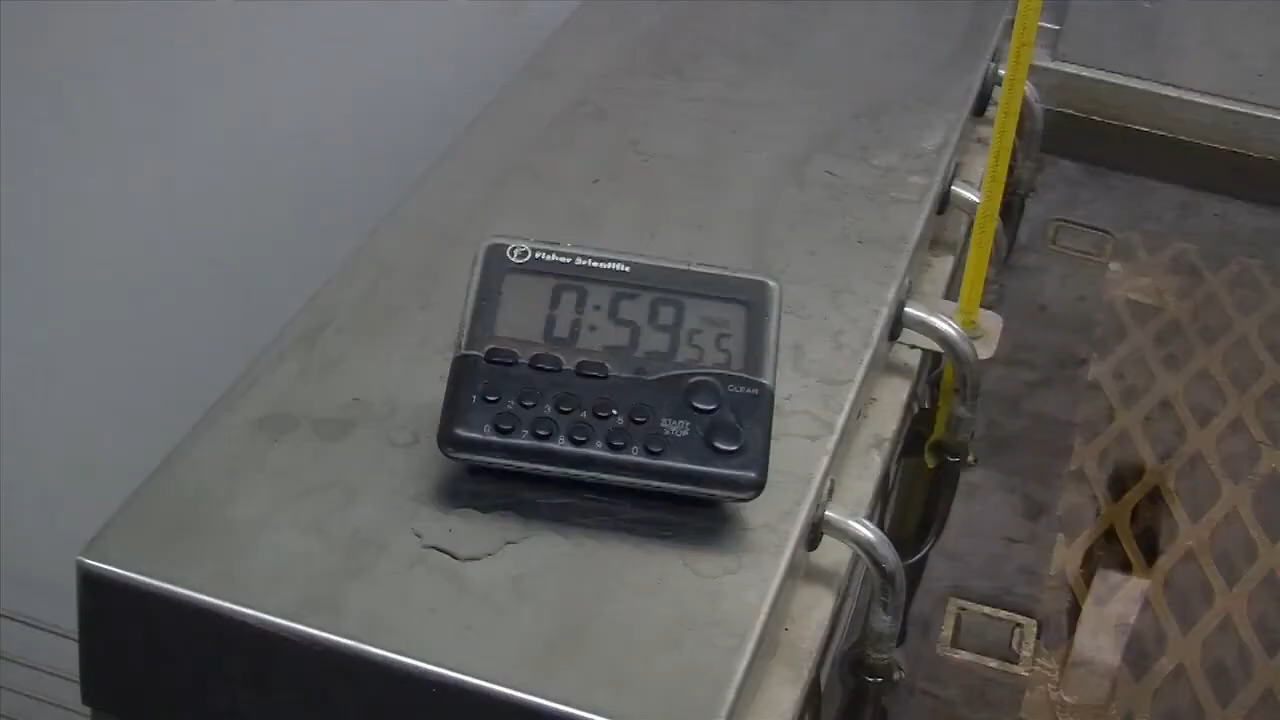 Fisher Scientific
0:59 55
CLEAR
1 2 3 4 5
START
STOP
6 7 8 9 0